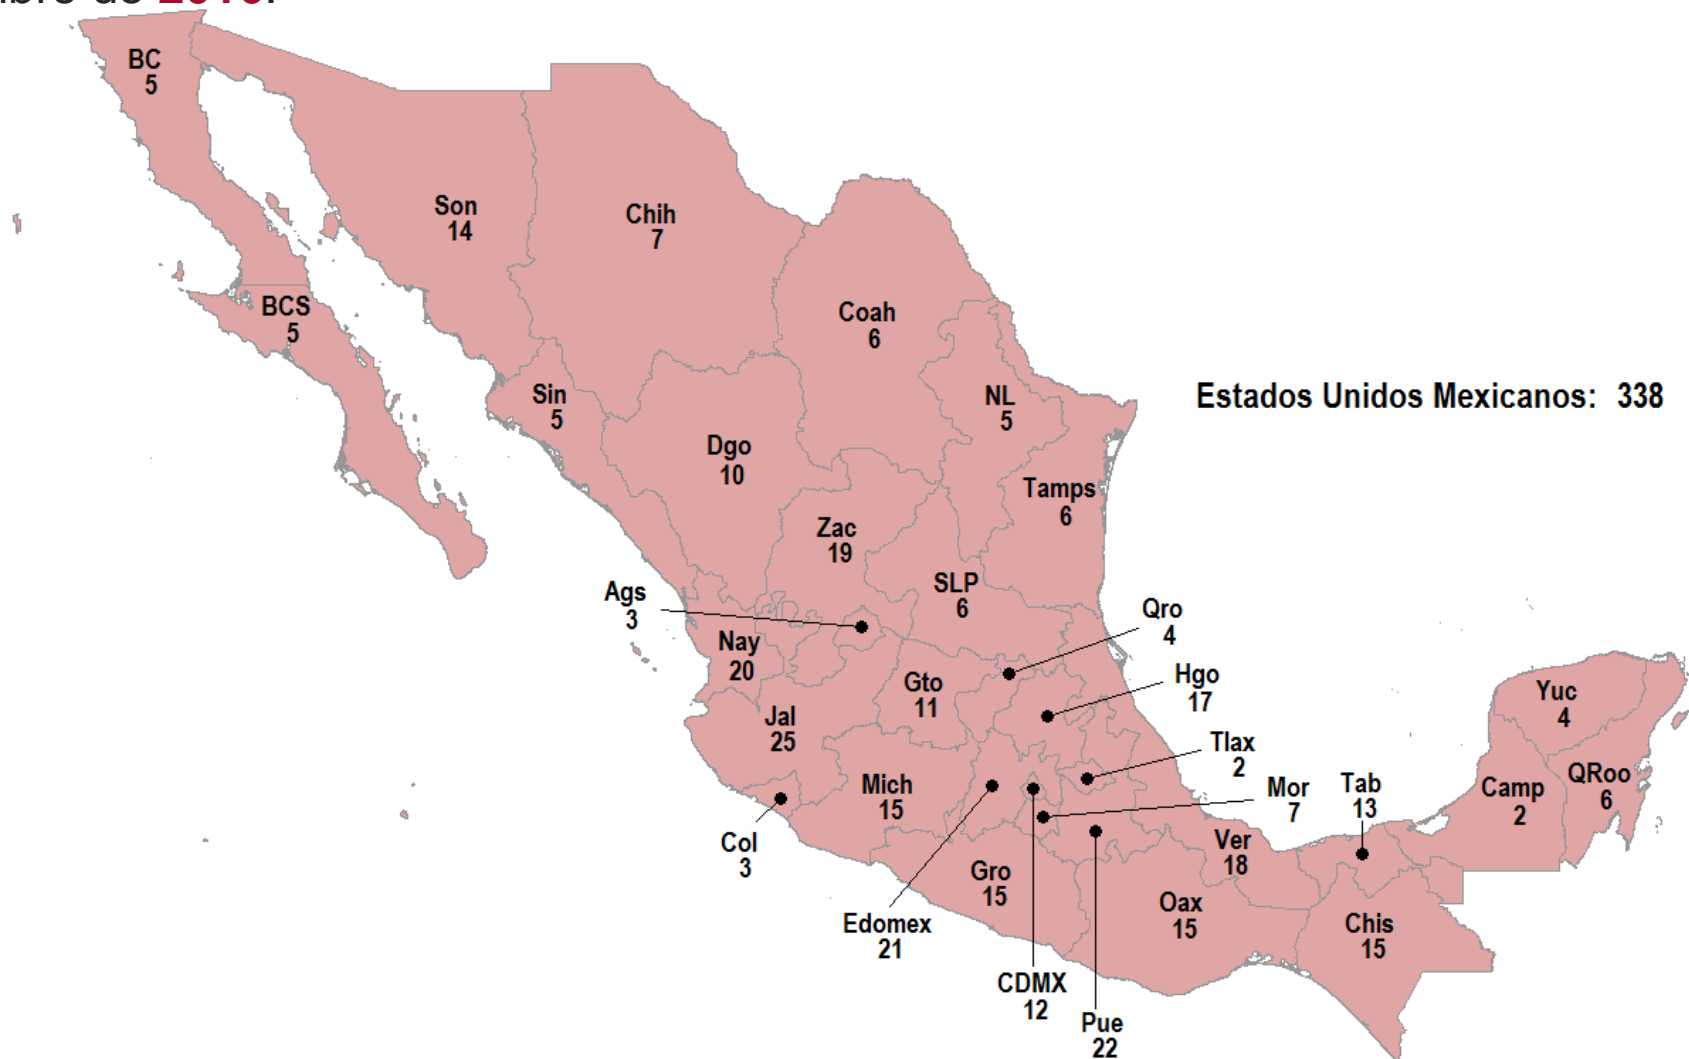 BC
5
Son
14
Chih
7
BCS
5
Coah
6
Sin
5
NL
5
Estados Unidos Mexicanos: 338
Dgo
10
Tamps
6
Zac
19
SLP
6
Ags
3
Qro
4
Nay
20
Gto
11
Hgo
17
Yuc
4
Jal
25
Tlax
2
Mich
15
Mor
7
Tab
13
Camp
2
QRoo
6
Col
3
Ver
18
Gro
15
Edomex
21
Oax
15
Chis
15
CDMX
12
Pue
22